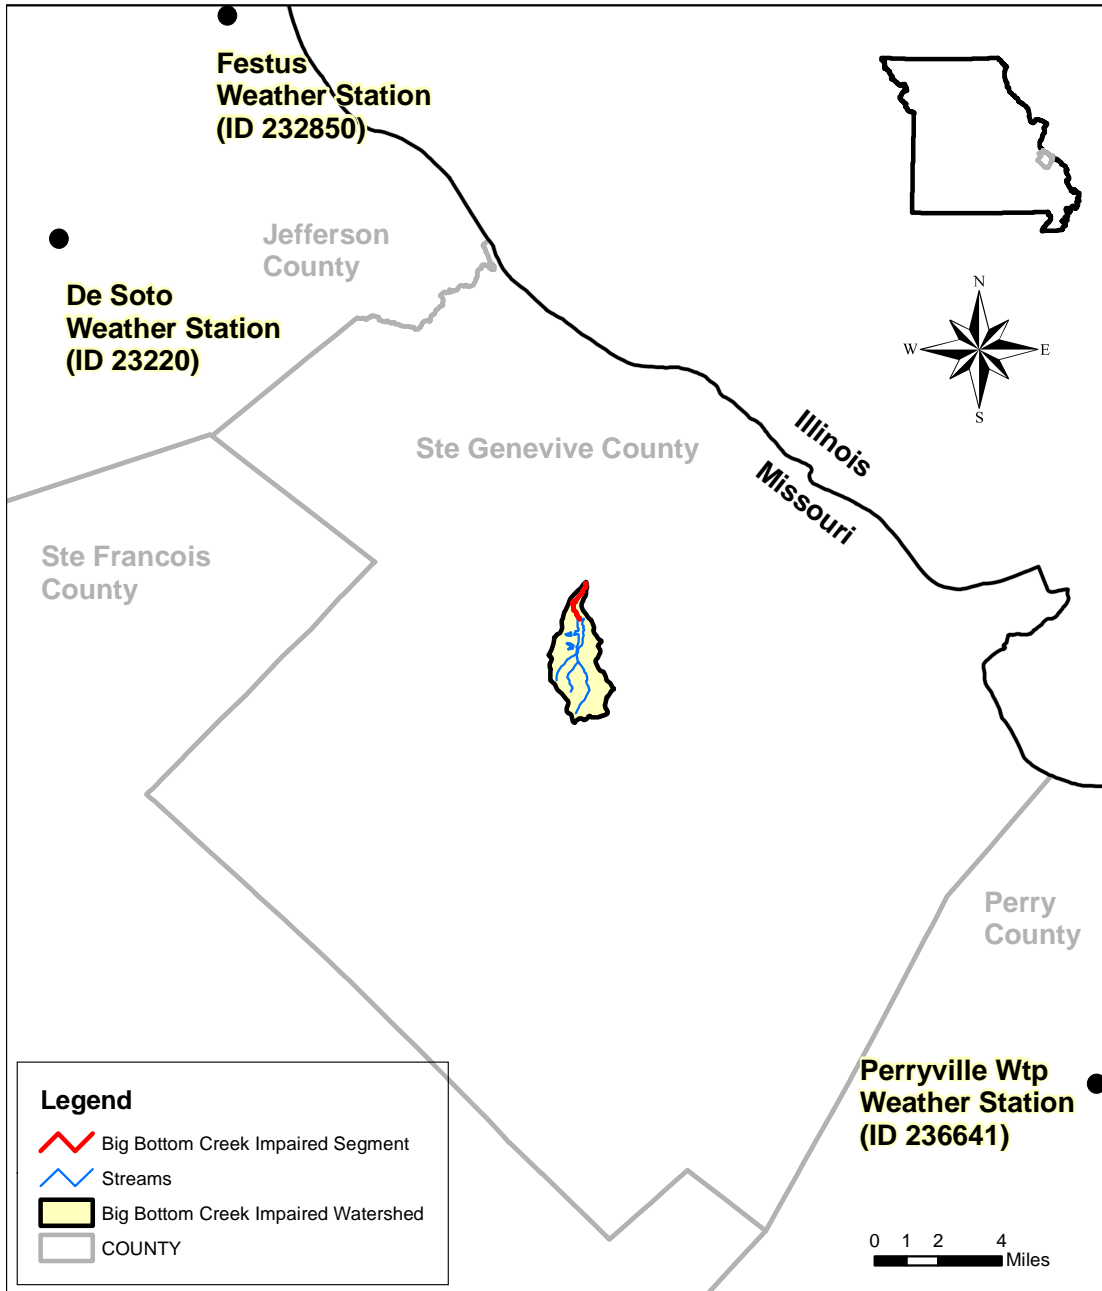 Festus
Weather Station
(ID 232850)
Jefferson
County
De Soto
Weather Station
(ID 23220)
N
W
E
S
Illinois
Missouri
Ste Genevive County
Ste Francois
County
Perry
County
Perryville Wtp
Weather Station
(ID 236641)
Legend
Big Bottom Creek Impaired Segment
Streams
Big Bottom Creek Impaired Watershed
COUNTY
0 1 2 4
Miles